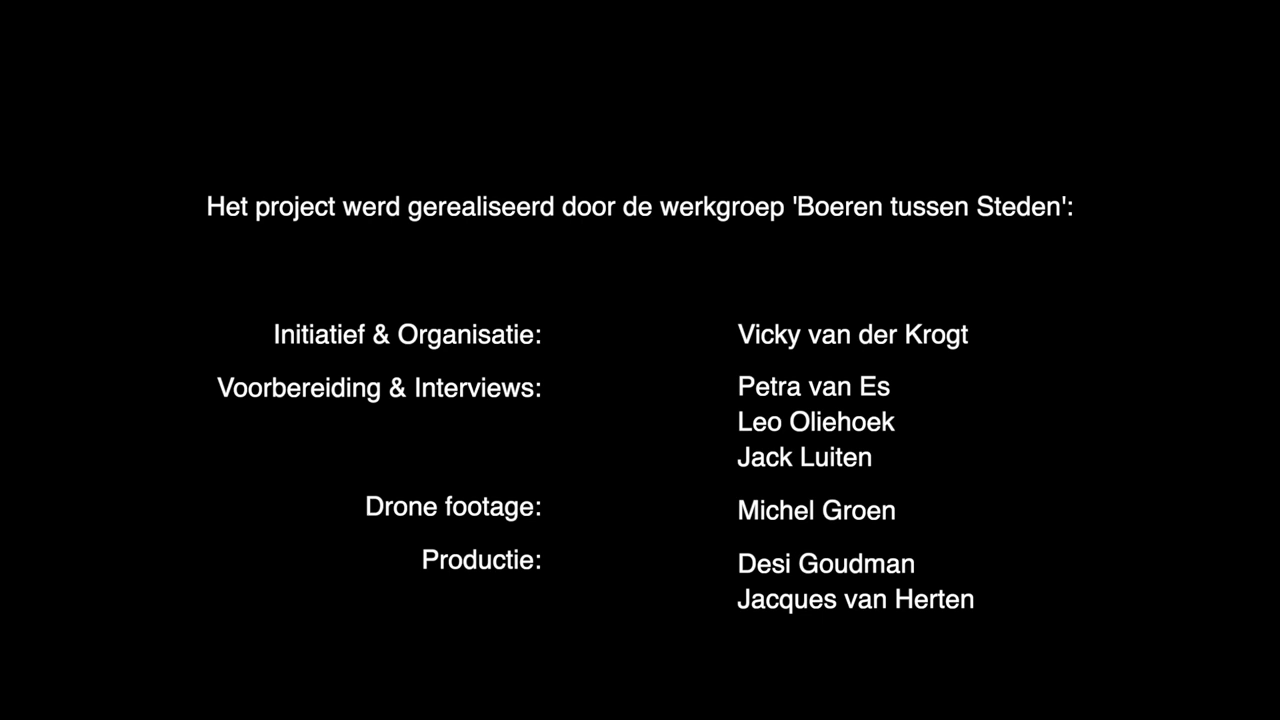 Het project werd gerealiseerd door de werkgroep 'Boeren tussen Steden':
Initiatief & Organisatie: Vicky van der Krogt
Voorbereiding & Interviews: Petra van Es
Leo Oliehoek
Jack Luiten
Drone footage: Michel Groen
Productie: Desi Goudman
Jacques van Herten